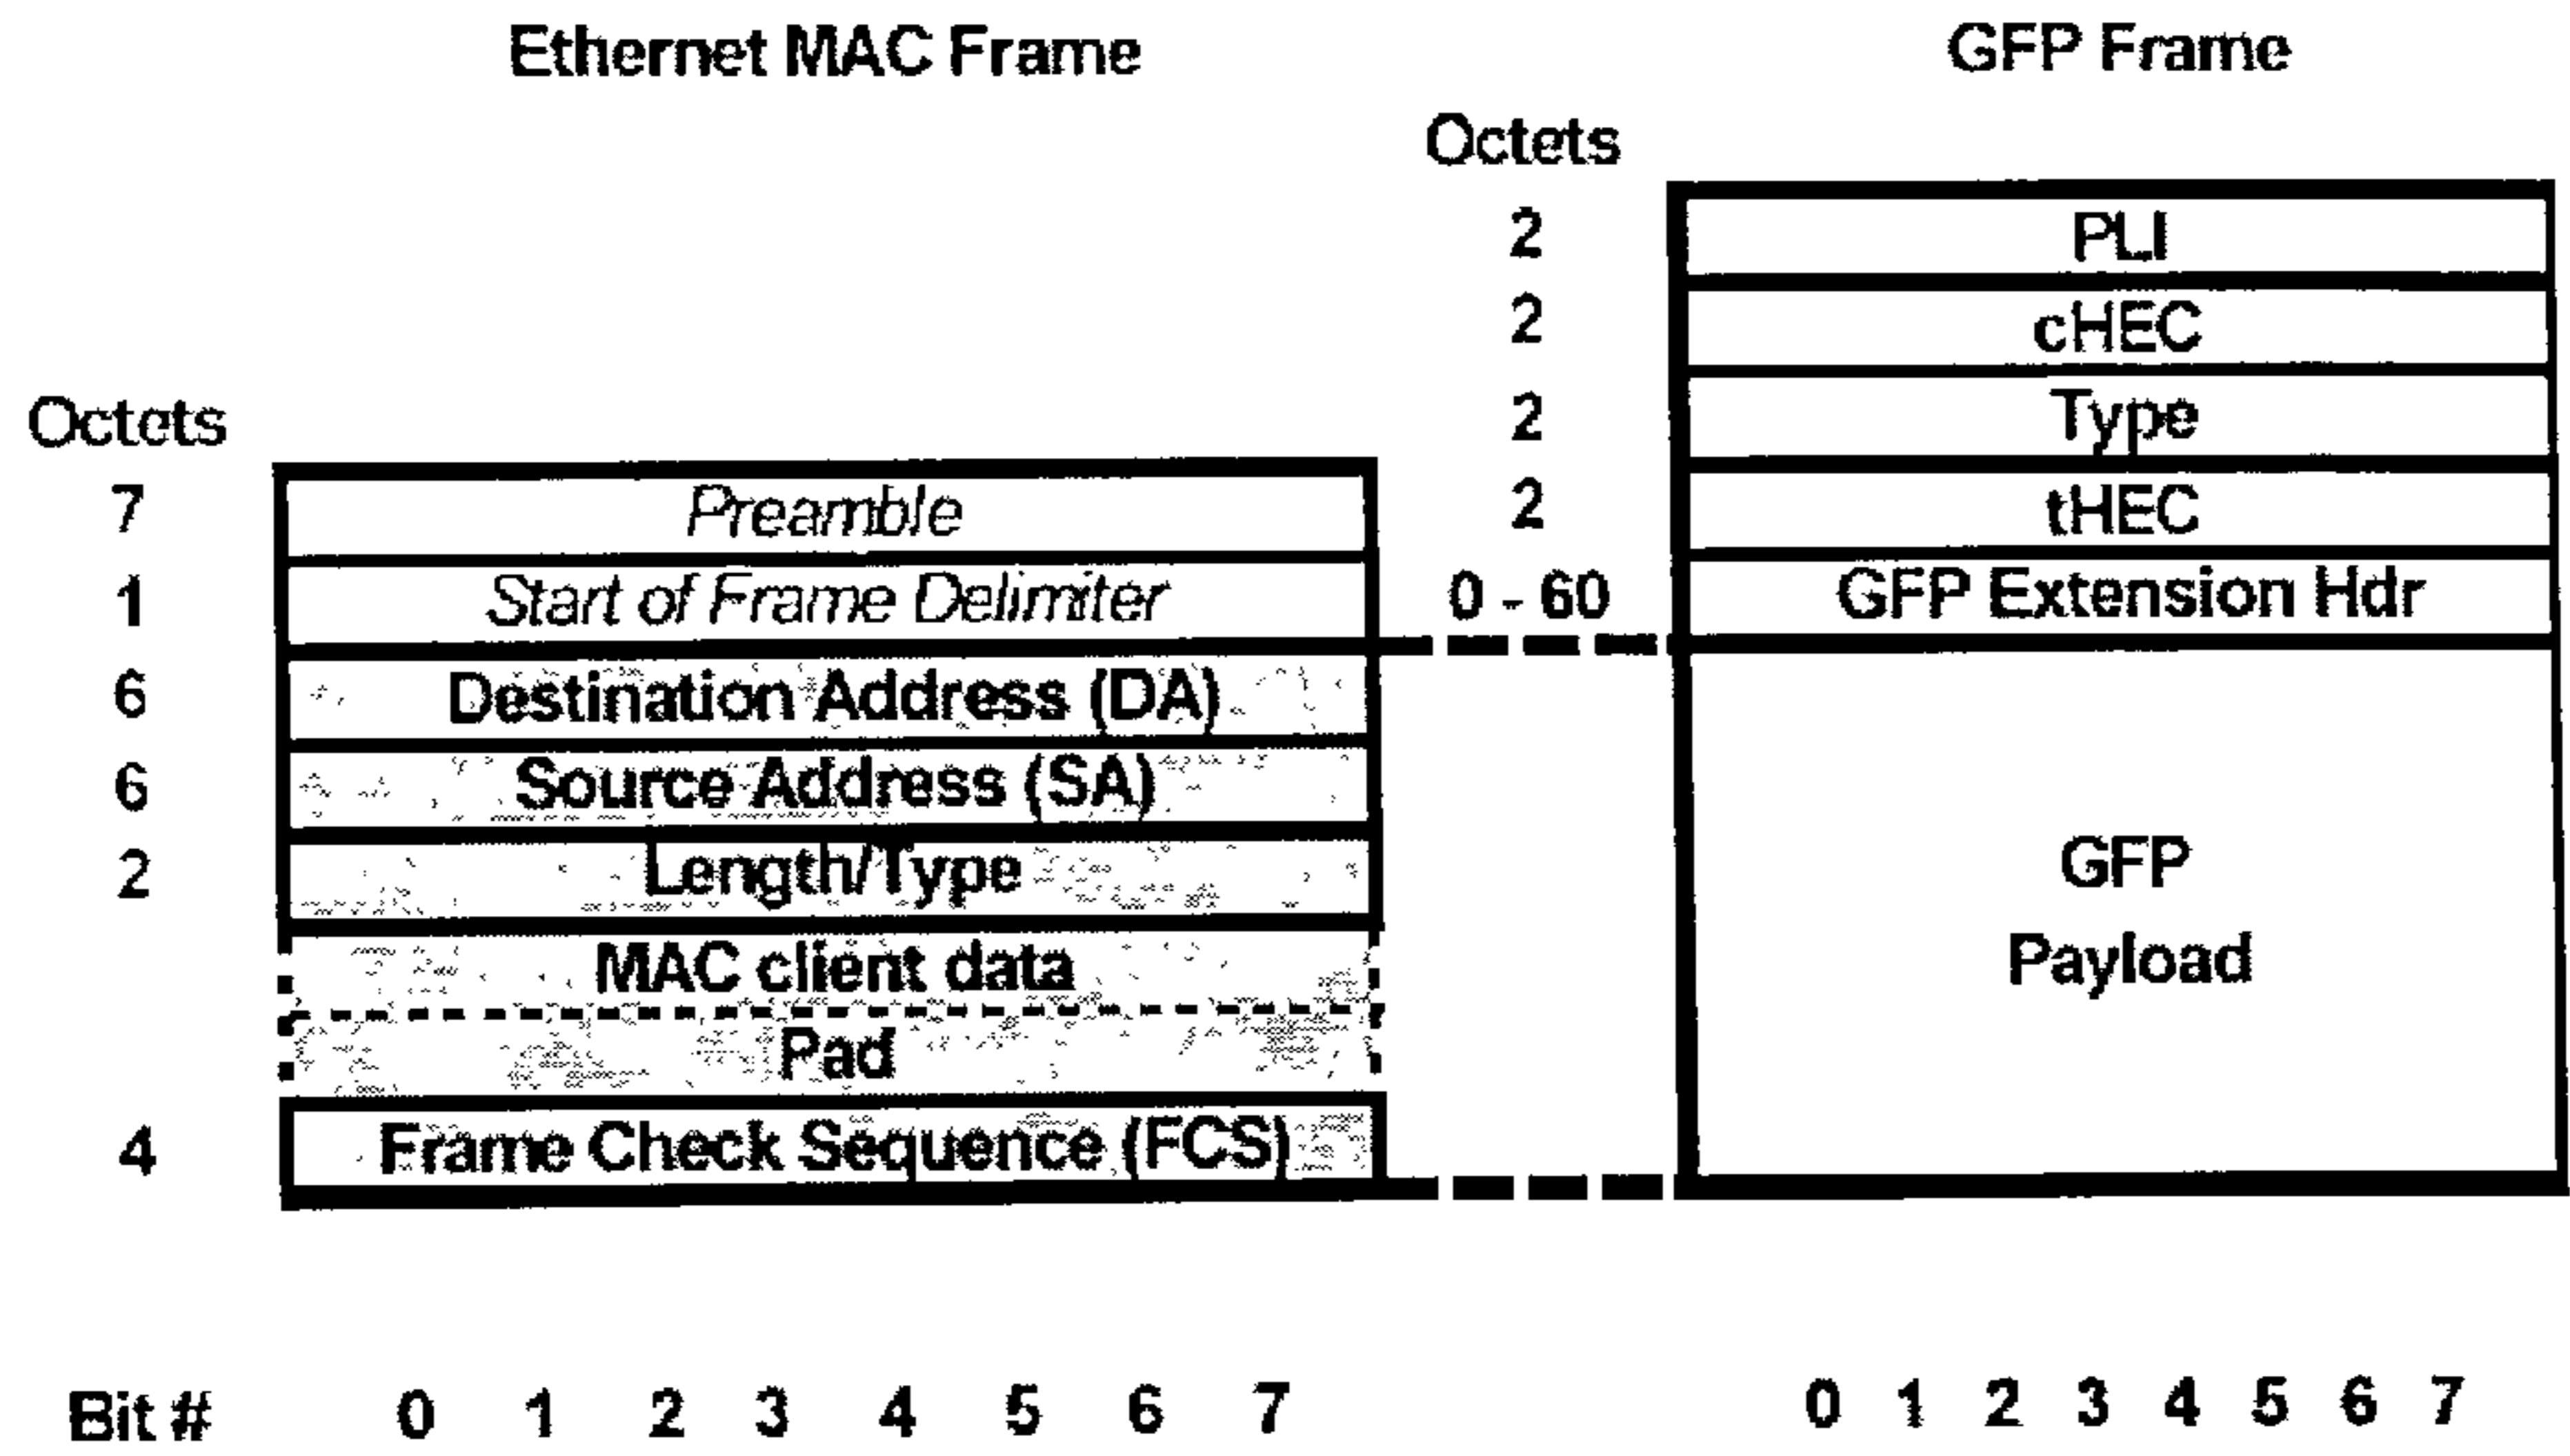 Ethernet MAC Frame
GFP Frame
Octets
2 PLI
2 cHEC
2 Type
2 tHEC
0 - 60 GFP Extension Hdr
GFP
Payload
Octets
7 Preamble
1 Start of Frame Delimiter
6 Destination Address (DA)
6 Source Address (SA)
2 Length/Type
MAC client data
Pad
4 Frame Check Sequence (FCS)
Bit # 0 1 2 3 4 5 6 7
0 1 2 3 4 5 6 7